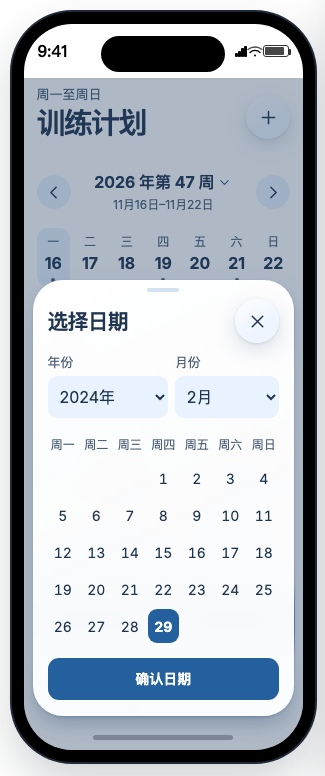 9:41
周一至周日
训练计划
2026 年第 47 周
11月16日–11月22日
一 二 三 四 五 六 日
16 17 18 19 20 21 22
选择日期
年份 月份
2024年 2月
周一 周二 周三 周四 周五 周六 周日
1 2 3 4
5 6 7 8 9 10 11
12 13 14 15 16 17 18
19 20 21 22 23 24 25
26 27 28 29
确认日期